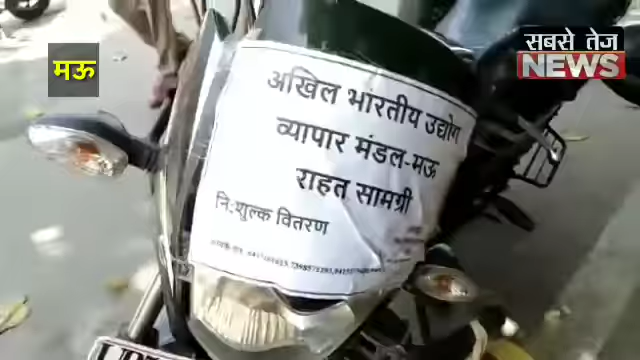 मऊ
सबसे तेज
NEWS
अखिल भारतीय उद्योग
व्यापार मंडल-मऊ
राहत सामग्री
नि:शुल्क वितरण